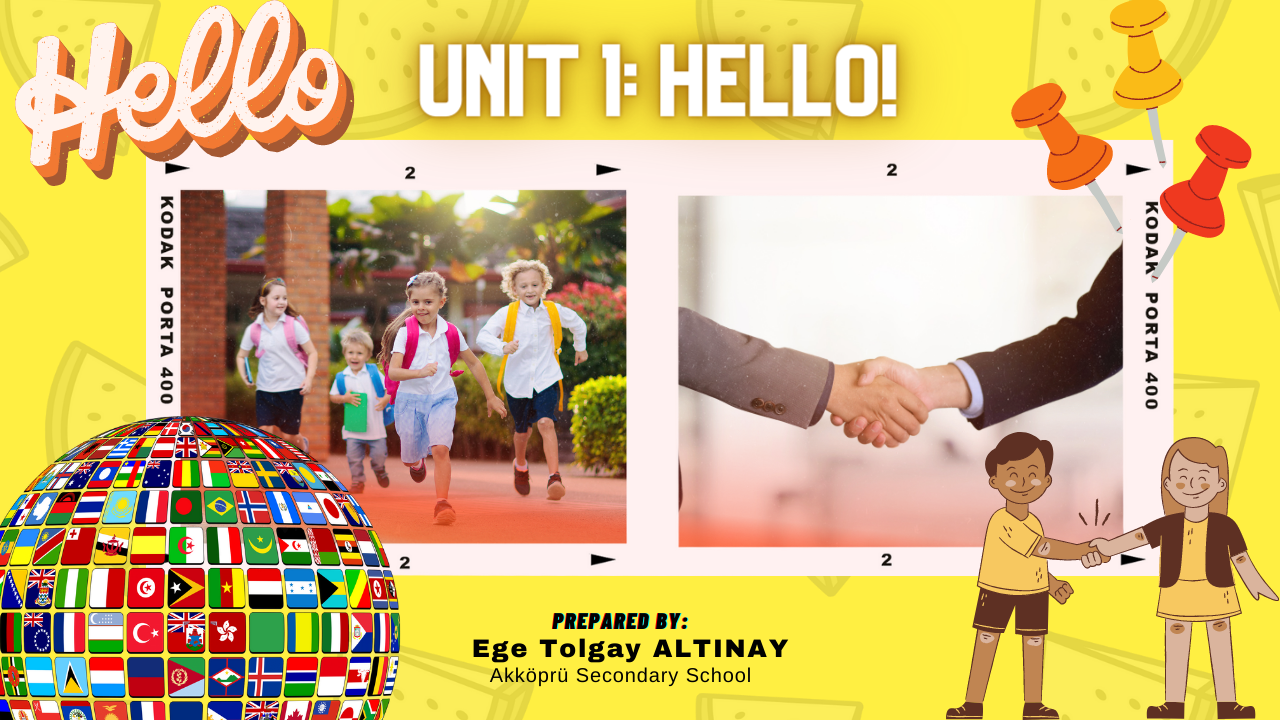 Hello
UNIT 1: HELLO!
2
2
KODAK PORTA 400
KODAK PORTA 400
2
2
PREPARED BY:
Ege Tolgay ALTINAY
Akköprü Secondary School